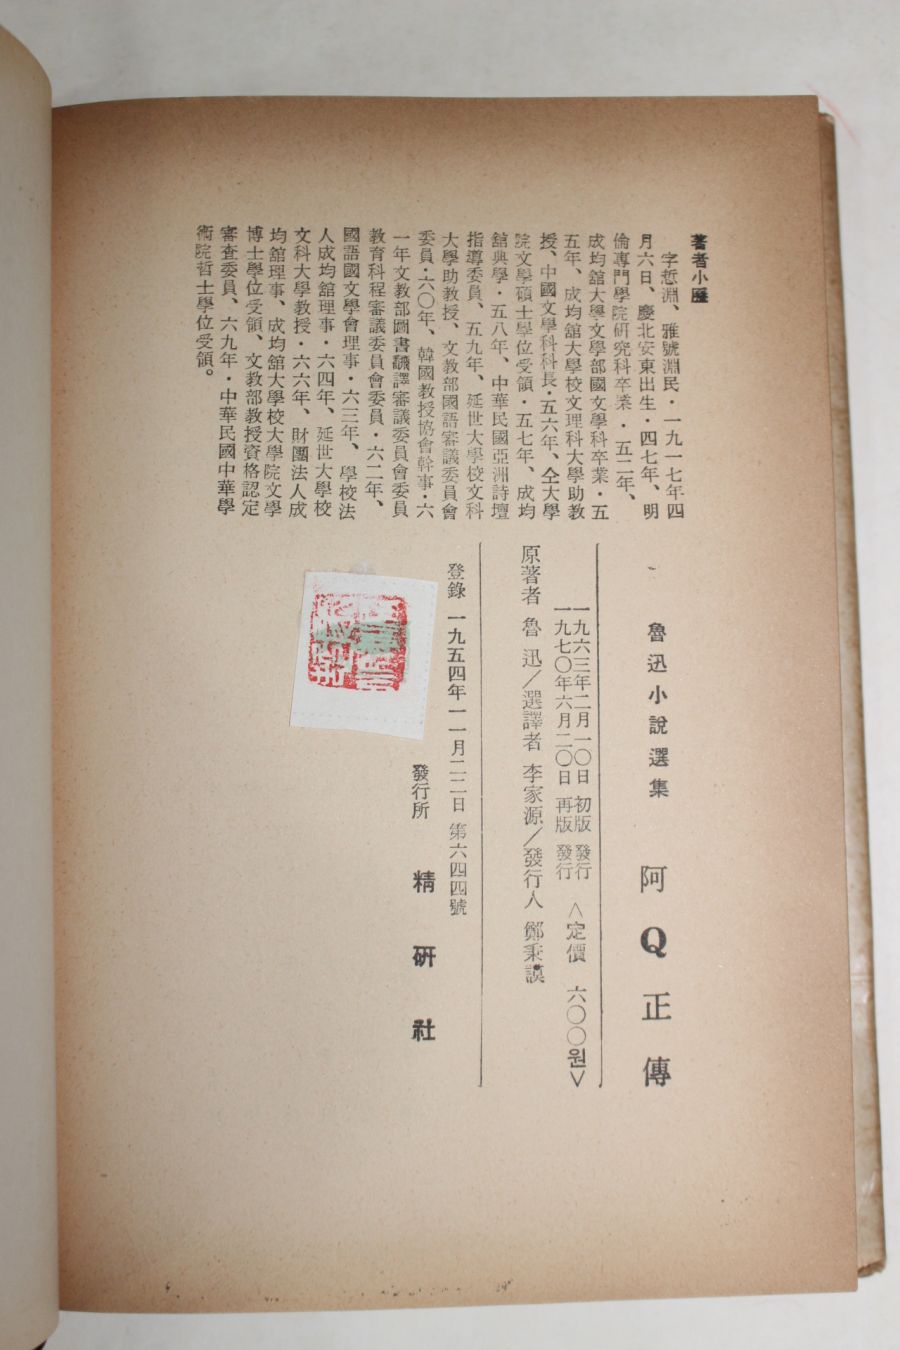 著者小歷
字悊淵、雅號淵民·一九一七年四
月六日、慶北安東出生·四七年、明
倫專門學院硏究科卒業·五二年、
成均舘大學文學部國文學科卒業·五
五年、成均舘大學校文理科大學助敎
授、中國文學科科長·五六年、仝大學
院文學碩士學位受領·五七年、成均
舘典學·五八年、中華民國亞洲詩壇
指導委員、五九年、延世大學校文科
大學助敎授、文敎部國語審議委員會
委員·六〇年、韓國敎授協會幹事·六
一年文敎部圖書飜譯審議委員會委員
敎育科程審議委員會委員·六二年、
國語國文學會理事·六三年、學校法
人成均舘理事·六四年、延世大學校
文科大學敎授·六六年、財團法人成
均舘理事、成均舘大學校大學院文學
博士學位受領、文敎部敎授資格認定
審査委員、六九年·中華民國中華學
術院哲士學位受領。
魯迅小說選集 阿Q正傳
一九六三年二月一〇日 初版 發行
一九七〇年六月二〇日 再版 發行
<定價 六〇〇원>
原著者 魯 迅/選譯者 李家源/發行人 鄭秉謨
登錄 一九五四年一一月二二日 第六四四號
發行所 精硏社